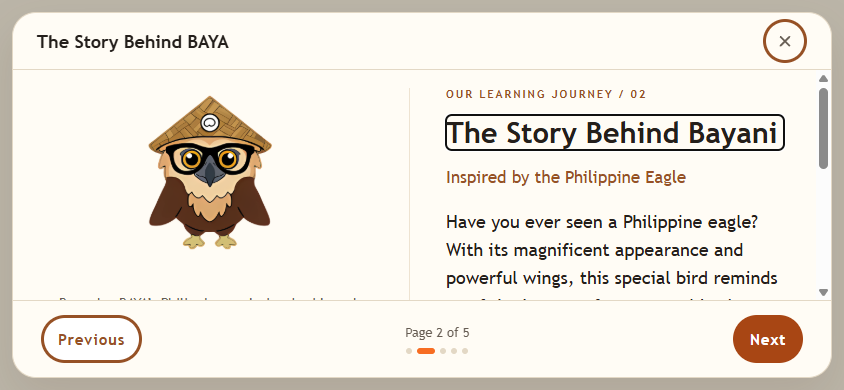 The Story Behind BAYA
OUR LEARNING JOURNEY / 02
The Story Behind Bayani
Inspired by the Philippine Eagle
Have you ever seen a Philippine eagle?
With its magnificent appearance and
powerful wings, this special bird reminds
Previous
Page 2 of 5
Next